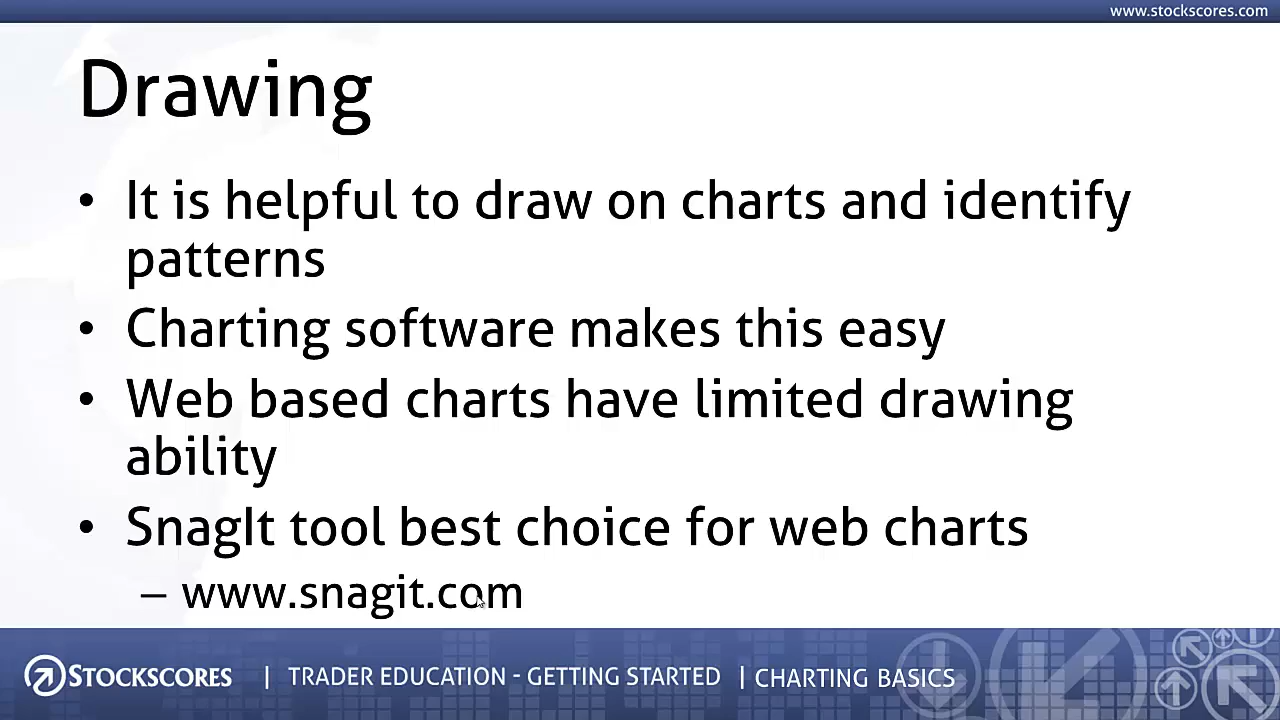 www.stockscores.com
Drawing
• It is helpful to draw on charts and identify
patterns
• Charting software makes this easy
• Web based charts have limited drawing
ability
• SnagIt tool best choice for web charts
– www.snagit.com
STOCKSCORES | TRADER EDUCATION - GETTING STARTED | CHARTING BASICS